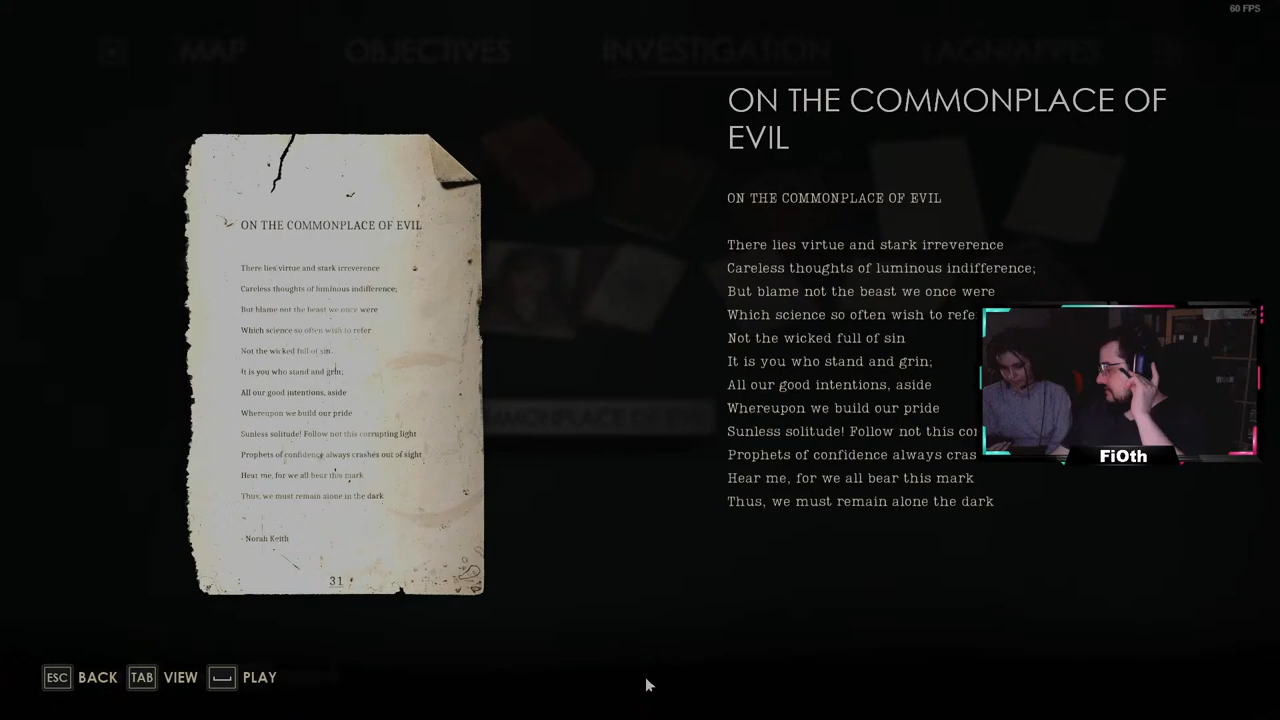 60 FPS
MAP
OBJECTIVES
INVESTIGATION
LAGNIAPPES
ON THE COMMONPLACE OF EVIL
There lies virtue and stark irreverence
Careless thoughts of luminous indifference;
But blame not the beast we once were
Which science so often wish to refer
Not the wicked full of sin
It is you who stand and grin;
All our good intentions, aside
Whereupon we build our pride
Sunless solitude! Follow not this corrupting light
Prophets of confidence always crashes out of sight
Hear me, for we all bear this mark
Thus, we must remain alone in the dark
- Norah Keith
31
ON THE COMMONPLACE OF
EVIL
ON THE COMMONPLACE OF EVIL
There lies virtue and stark irreverence
Careless thoughts of luminous indifference;
But blame not the beast we once were
Which science so often wish to refe
Not the wicked full of sin
It is you who stand and grin;
All our good intentions, aside
Whereupon we build our pride
Sunless solitude! Follow not this cor
Prophets of confidence always cras
Hear me, for we all bear this mark
Thus, we must remain alone the dark
FiOth
ESC BACK TAB VIEW PLAY